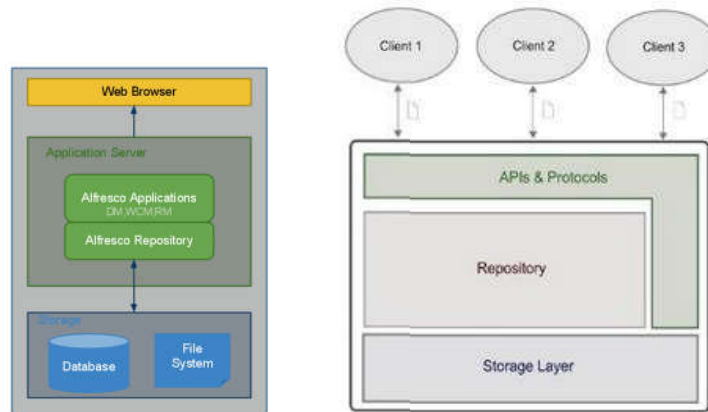 Web Browser
Application Server
Alfresco Applications
DM,WCM,RM
Alfresco Repository
Storage
Database
File
System
Client 1
Client 2
Client 3
APIs & Protocols
Repository
Storage Layer